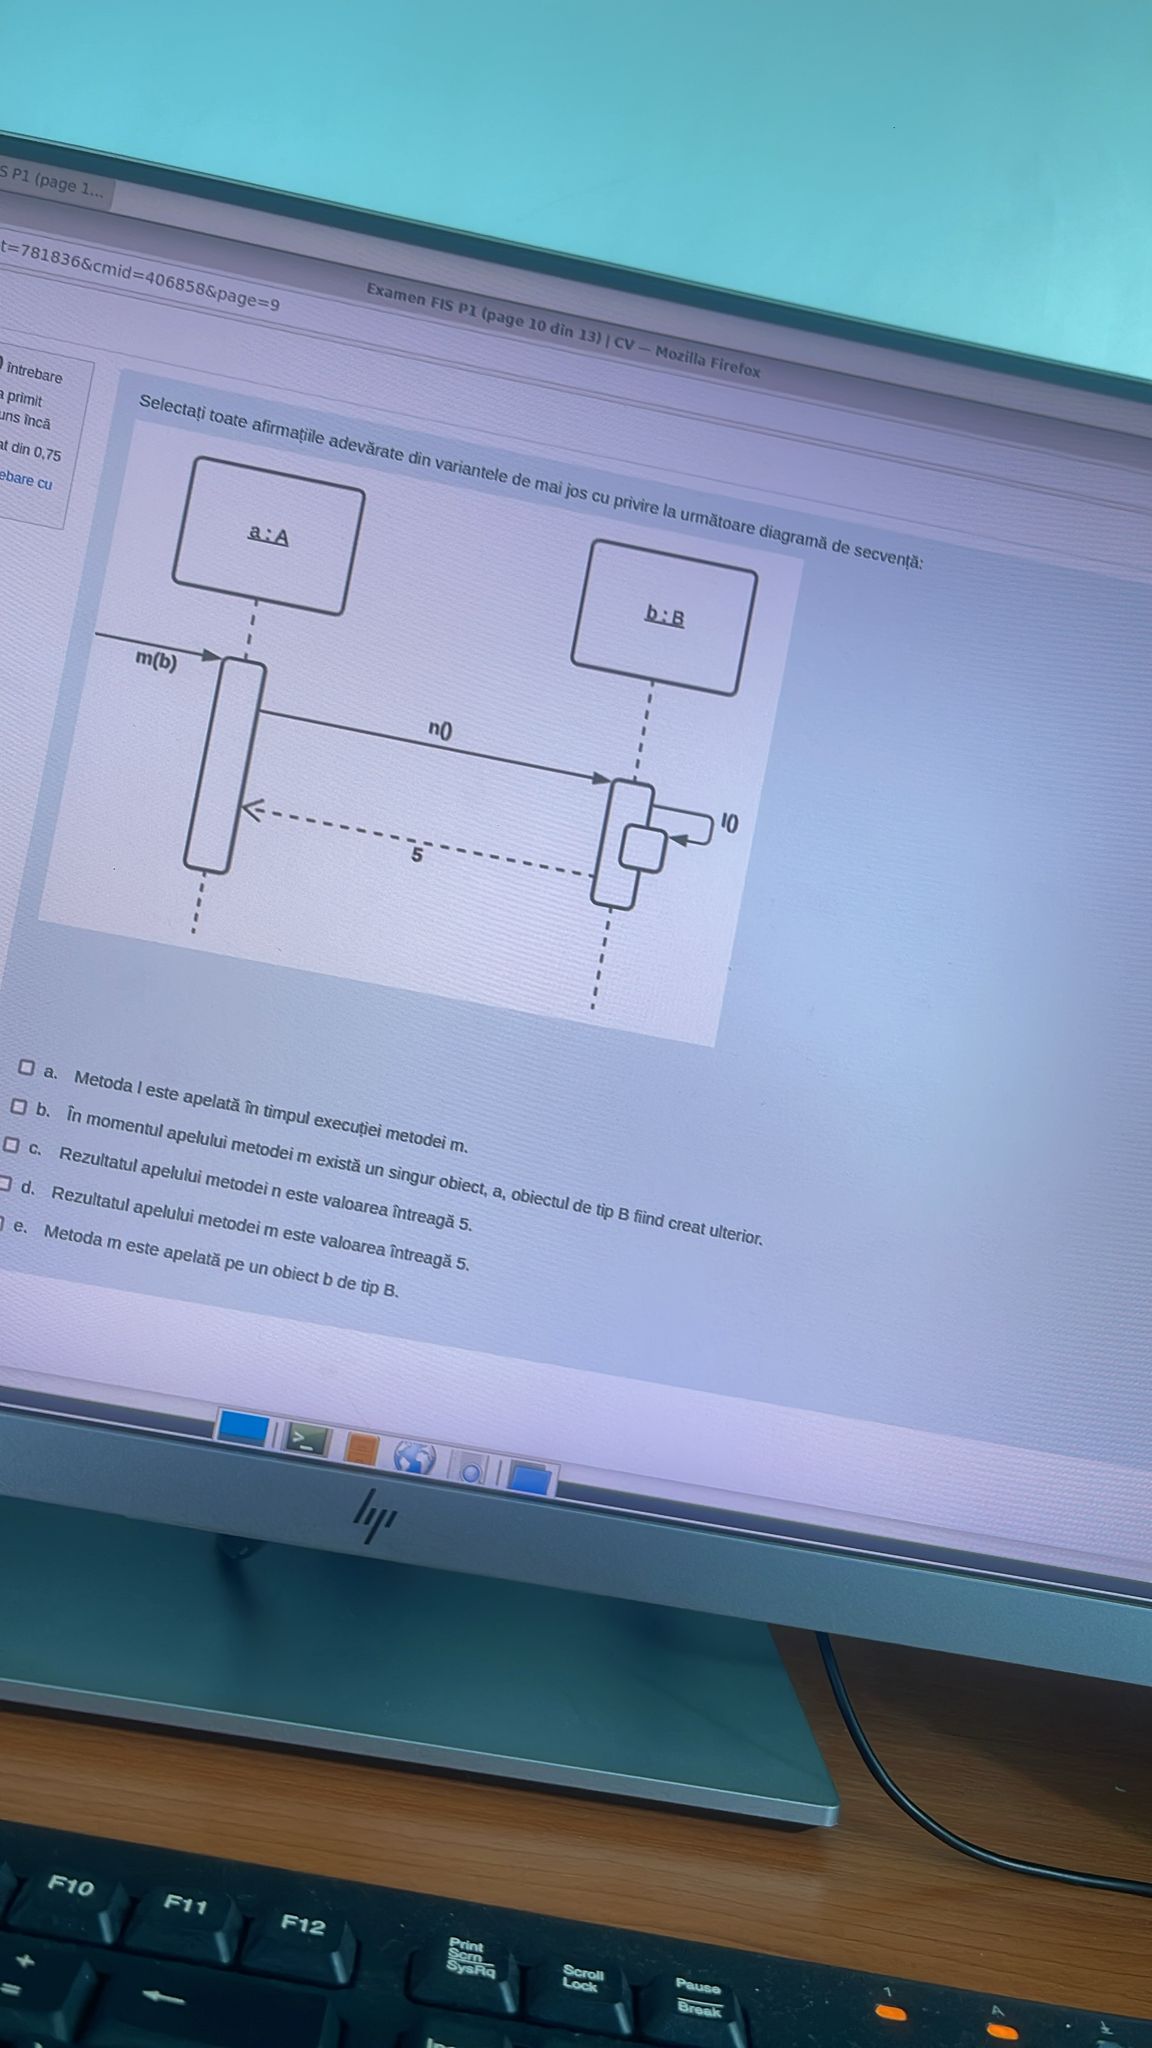 S P1 (page 1...
t=781836&cmid=406858&page=9
Examen FIS P1 (page 10 din 13) | CV — Mozilla Firefox
întrebare
a primit
uns încă
at din 0,75
ebare cu
Selectați toate afirmațiile adevărate din variantele de mai jos cu privire la următoare diagramă de secvență:
a : A
b : B
m(b)
n()
l()
5
a. Metoda l este apelată în timpul execuției metodei m.
b. În momentul apelului metodei m există un singur obiect, a, obiectul de tip B fiind creat ulterior.
c. Rezultatul apelului metodei n este valoarea întreagă 5.
d. Rezultatul apelului metodei m este valoarea întreagă 5.
e. Metoda m este apelată pe un obiect b de tip B.
hp
F10
F11
F12
Print
Scrn
SysRq
Scroll
Lock
Pause
Break
1
A
+
=